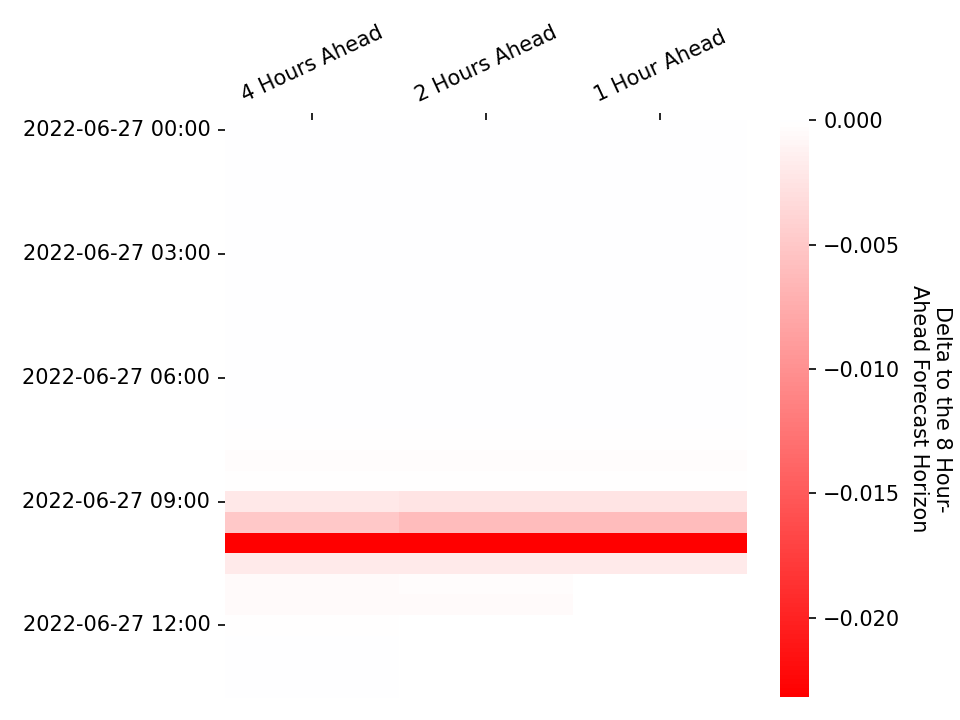 4 Hours Ahead
2 Hours Ahead
1 Hour Ahead
2022-06-27 00:00
2022-06-27 03:00
2022-06-27 06:00
2022-06-27 09:00
2022-06-27 12:00
0.000
−0.005
−0.010
−0.015
−0.020
Delta to the 8 Hour-
Ahead Forecast Horizon